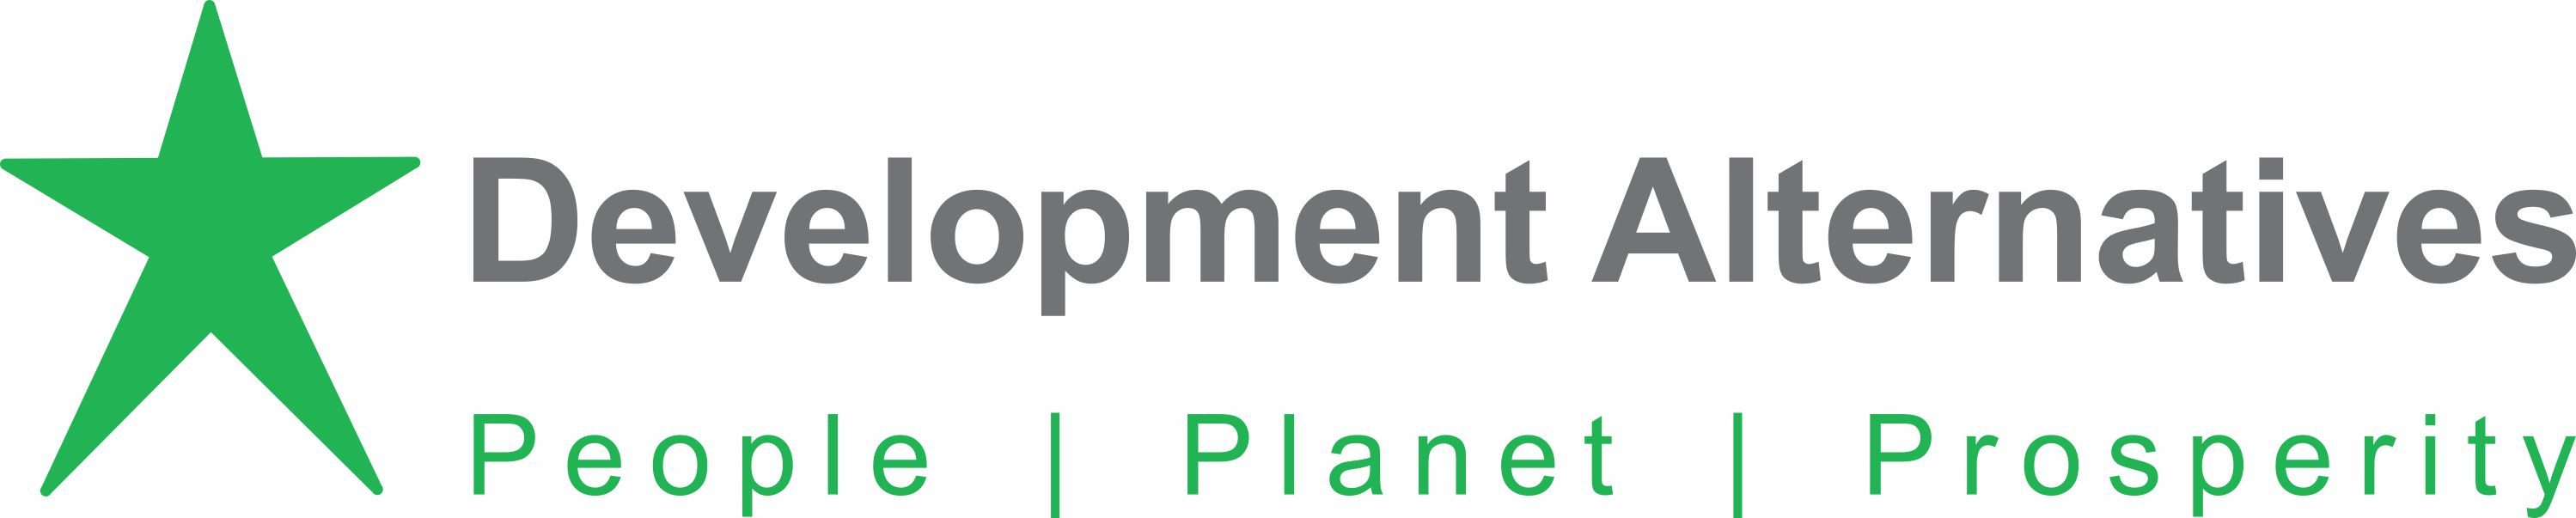 Development Alternatives
People | Planet | Prosperity